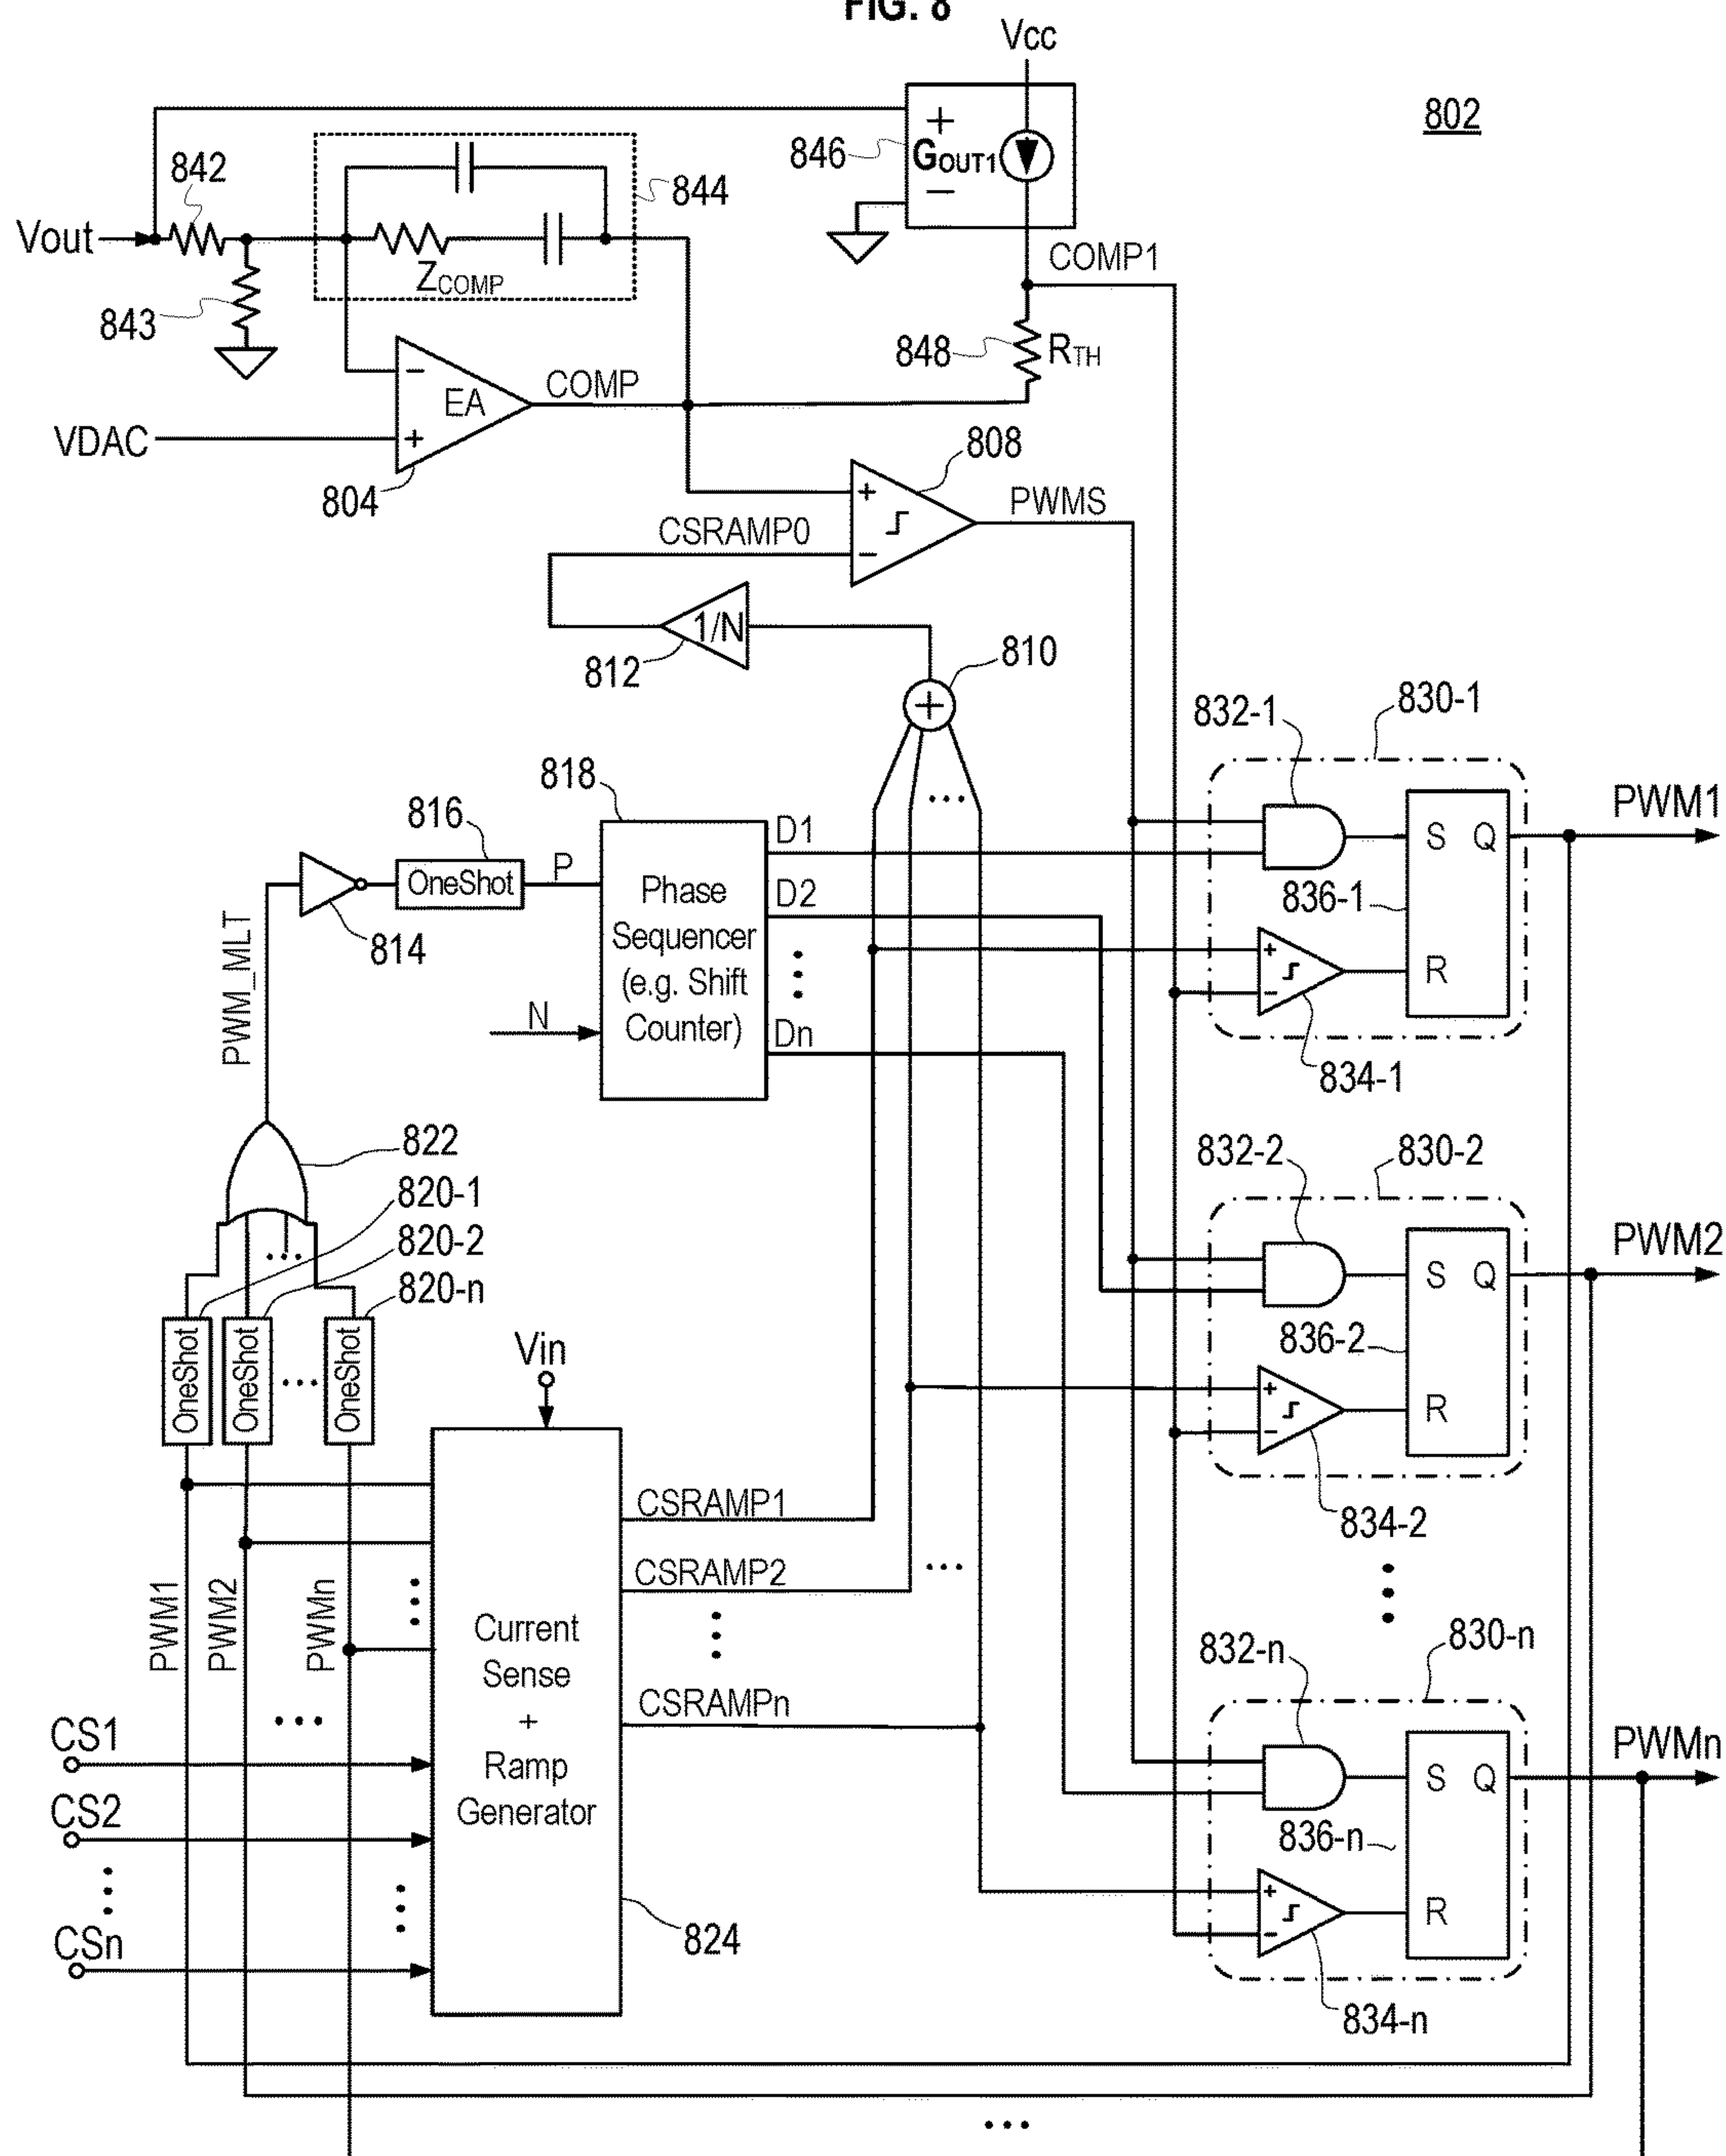 FIG. 8
Vcc
802
+
846
GOUT1
−
842
844
Vout
ZCOMP
COMP1
843
848
RTH
−
EA
COMP
VDAC
+
804
808
+
PWMS
CSRAMP0
−
1/N
812
810
+
832-1
830-1
818
PWM1
816
D1
S
Q
OneShot
P
Phase
Sequencer
(e.g. Shift
Counter)
D2
836-1
814
PWM_MLT
+
R
−
N
Dn
834-1
822
832-2
830-2
820-1
820-2
PWM2
820-n
S
Q
OneShot
OneShot
OneShot
Vin
836-2
+
R
−
CSRAMP1
834-2
CSRAMP2
PWM1
PWM2
PWMn
Current
Sense
+
Ramp
Generator
832-n
830-n
CSRAMPn
CS1
PWMn
S
Q
CS2
836-n
+
R
−
CSn
824
834-n